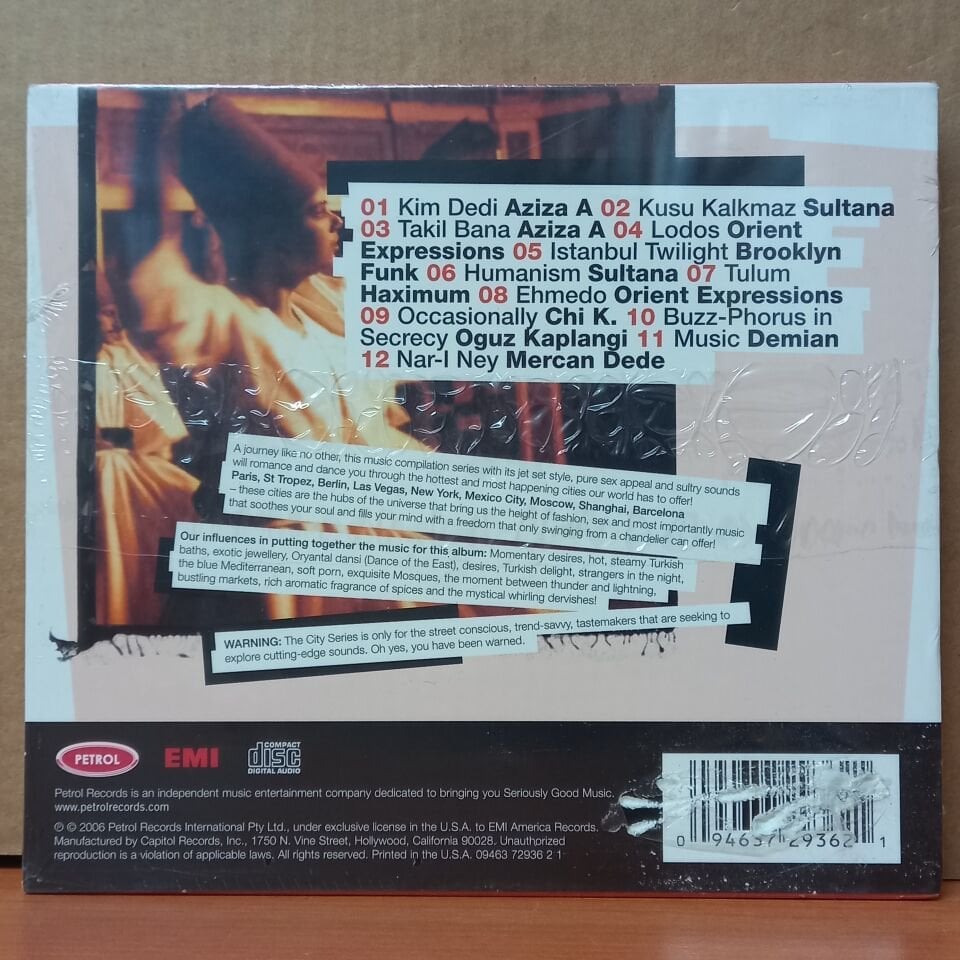 01 Kim Dedi Aziza A 02 Kusu Kalkmaz Sultana
03 Takil Bana Aziza A 04 Lodos Orient
Expressions 05 Istanbul Twilight Brooklyn
Funk 06 Humanism Sultana 07 Tulum
Haximum 08 Ehmedo Orient Expressions
09 Occasionally Chi K. 10 Buzz-Phorus in
Secrecy Oguz Kaplangi 11 Music Demian
12 Nar-I Ney Mercan Dede
A journey like no other, this music compilation series with its jet set style, pure sex appeal and sultry sounds
will romance and dance you through the hottest and most happening cities our world has to offer!
Paris, St Tropez, Berlin, Las Vegas, New York, Mexico City, Moscow, Shanghai, Barcelona
– these cities are the hubs of the universe that bring us the height of fashion, sex and most importantly music
that soothes your soul and fills your mind with a freedom that only swinging from a chandelier can offer!
Our influences in putting together the music for this album: Momentary desires, hot, steamy Turkish
baths, exotic jewellery, Oryantal dansi (Dance of the East), desires, Turkish delight, strangers in the night,
the blue Mediterranean, soft porn, exquisite Mosques, the moment between thunder and lightning,
bustling markets, rich aromatic fragrance of spices and the mystical whirling dervishes!
WARNING: The City Series is only for the street conscious, trend-savvy, tastemakers that are seeking to
explore cutting-edge sounds. Oh yes, you have been warned.
PETROL EMI COMPACT disc DIGITAL AUDIO
Petrol Records is an independent music entertainment company dedicated to bringing you Seriously Good Music.
www.petrolrecords.com
℗ © 2006 Petrol Records International Pty Ltd., under exclusive license in the U.S.A. to EMI America Records.
Manufactured by Capitol Records, Inc., 1750 N. Vine Street, Hollywood, California 90028. Unauthorized
reproduction is a violation of applicable laws. All rights reserved. Printed in the U.S.A. 09463 72936 2 1
0 94637 29362 1